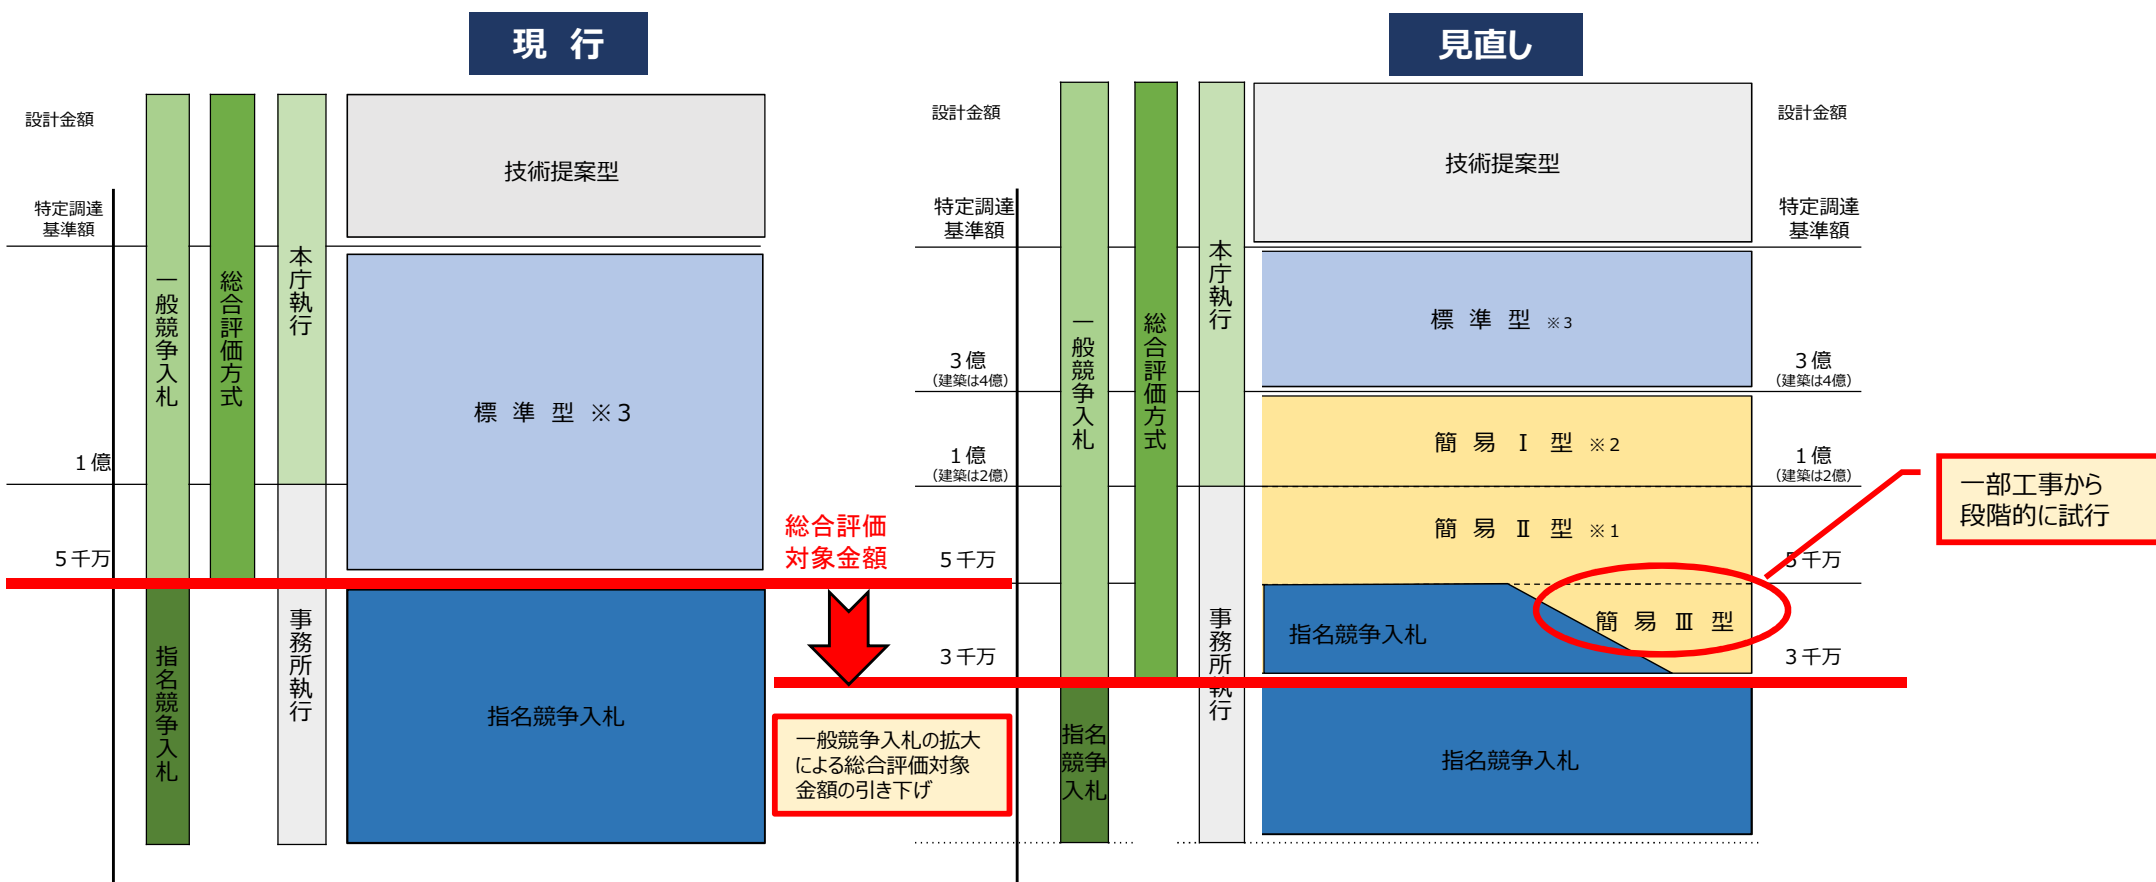 現 行
設計金額
特定調達
基準額
1億
5千万
一般競争入札
指名競争入札
総合評価方式
本庁執行
事務所執行
技術提案型
標 準 型 ※3
指名競争入札
総合評価
対象金額
一般競争入札の拡大
による総合評価対象
金額の引き下げ
見直し
設計金額
特定調達
基準額
3億
(建築は4億)
1億
(建築は2億)
5千万
3千万
一般競争入札
指名
競争
入札
総合評価方式
本庁執行
事務所執行
技術提案型
標 準 型 ※3
簡 易 Ⅰ 型 ※2
簡 易 Ⅱ 型 ※1
簡 易 Ⅲ 型
指名競争入札
指名競争入札
設計金額
特定調達
基準額
3億
(建築は4億)
1億
(建築は2億)
5千万
3千万
一部工事から
段階的に試行